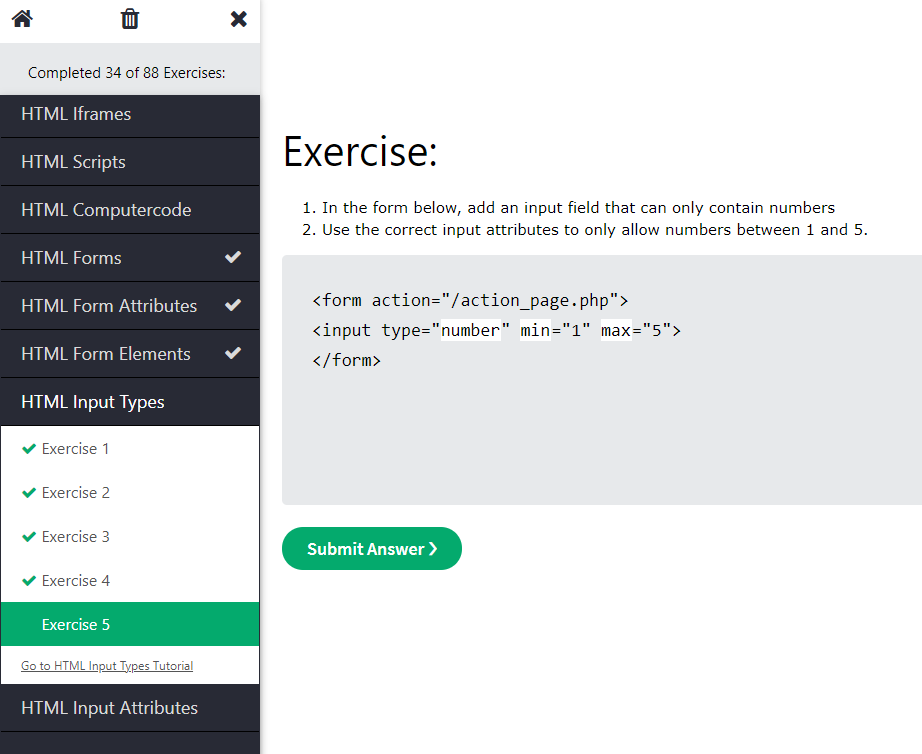 Completed 34 of 88 Exercises:
HTML Iframes
HTML Scripts
HTML Computercode
HTML Forms
HTML Form Attributes
HTML Form Elements
HTML Input Types
Exercise 1
Exercise 2
Exercise 3
Exercise 4
Exercise 5
Go to HTML Input Types Tutorial
HTML Input Attributes
Exercise:
1. In the form below, add an input field that can only contain numbers
2. Use the correct input attributes to only allow numbers between 1 and 5.
<form action="/action_page.php">
<input type="number" min="1" max="5">
</form>
Submit Answer ❯